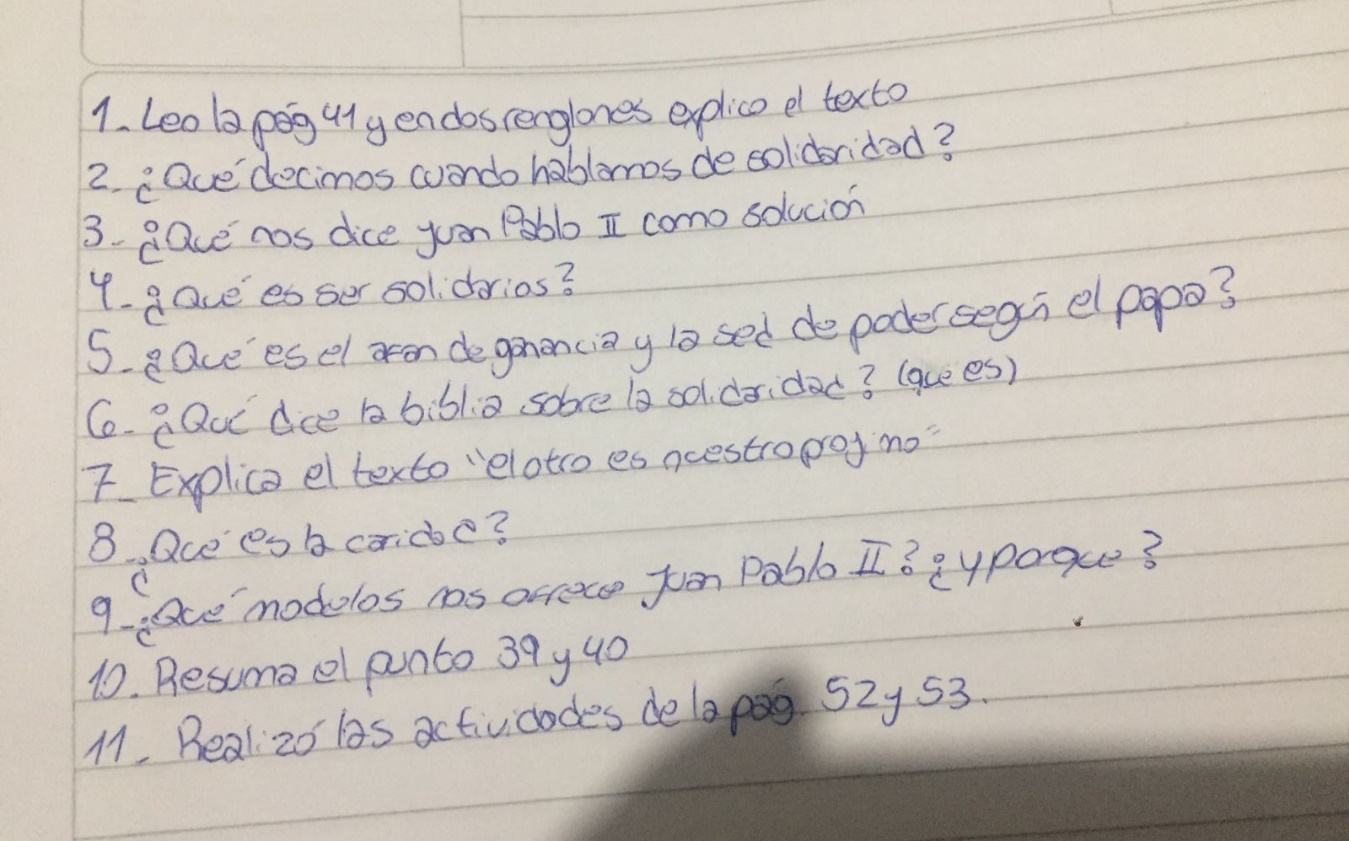 1. Leo la pág 41 y en dos renglones explico el texto
2. ¿Qué decimos cuando hablamos de solidaridad?
3- ¿Qué nos dice Juan Pablo II como solución
4- ¿Qué es ser solidarios?
5- ¿Qué es el afan de ganancia y la sed de poder según el papa?
6- ¿Qué dice la biblia sobre la solidaridad? (qué es)
7- Explica el texto "el otro es nuestro projimo"
8- ¿Qué es la caridad?
9- ¿Qué modelos nos ofrece Juan Pablo II? ¿y porque?
10. Resuma el punto 39 y 40
11- Realizó las actividades de la pág. 52 y 53.